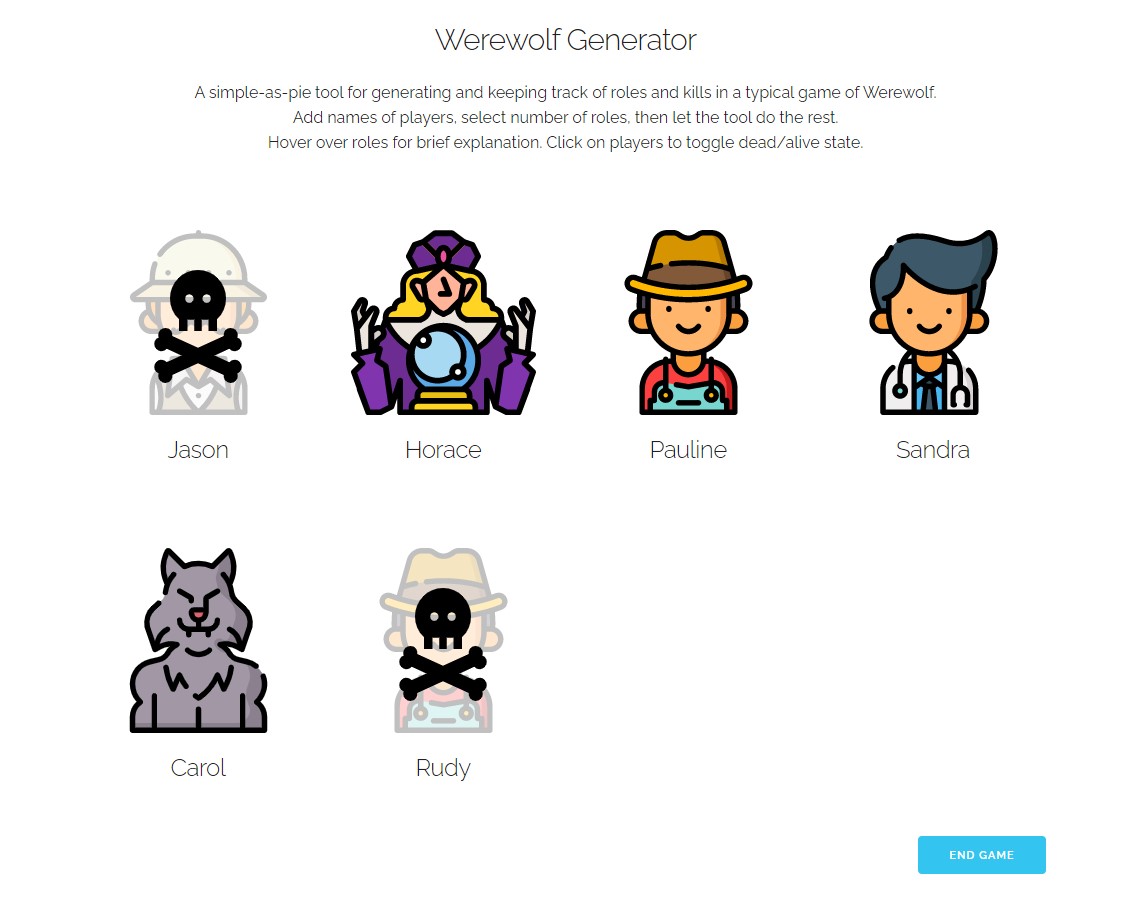 Werewolf Generator
A simple-as-pie tool for generating and keeping track of roles and kills in a typical game of Werewolf.
Add names of players, select number of roles, then let the tool do the rest.
Hover over roles for brief explanation. Click on players to toggle dead/alive state.
Jason
Horace
Pauline
Sandra
Carol
Rudy
END GAME